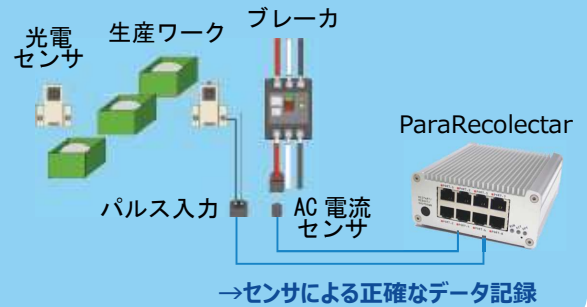 光電
センサ
生産ワーク
ブレーカ
ParaRecolectar
パルス入力
AC 電流
センサ
→センサによる正確なデータ記録